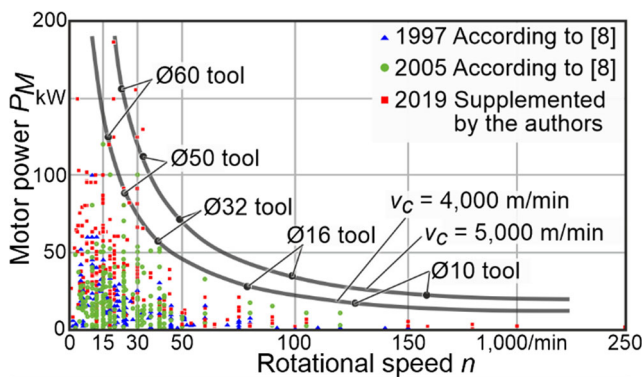 200
kW
100
50
0
Motor power P_M
Ø60 tool
Ø50 tool
Ø32 tool
Ø16 tool
Ø10 tool
1997 According to [8]
2005 According to [8]
2019 Supplemented
by the authors
v_c = 4,000 m/min
v_c = 5,000 m/min
0 15 30 50 100 150 1,000/min 250
Rotational speed n